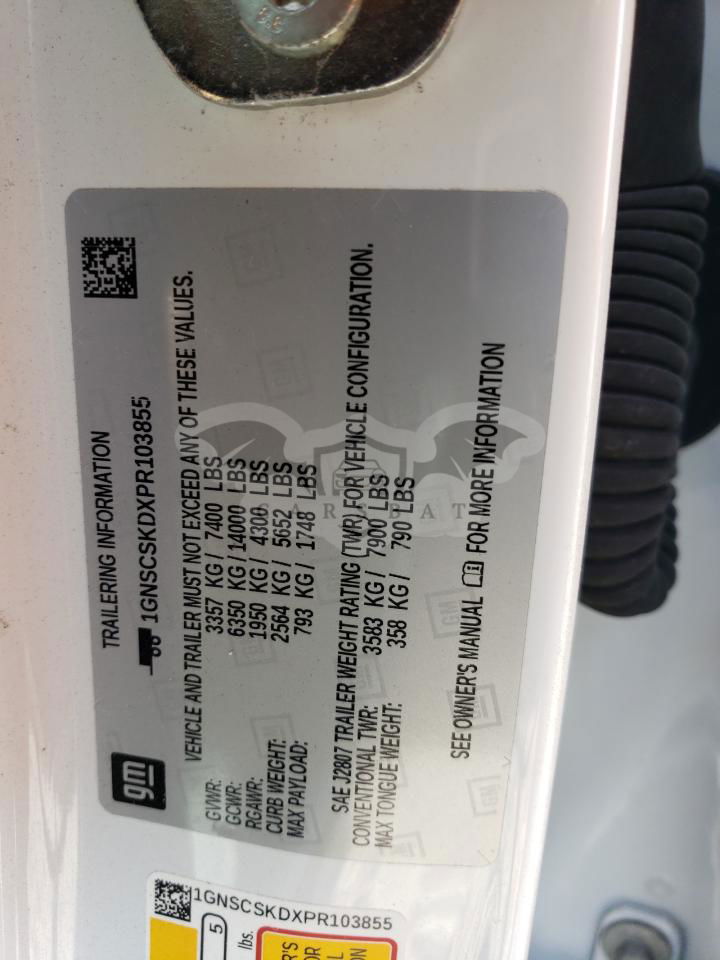 gm
TRAILERING INFORMATION
1GNSCSKDXPR103855
VEHICLE AND TRAILER MUST NOT EXCEED ANY OF THESE VALUES.
GVWR: 3357 KG / 7400 LBS
GCWR: 6350 KG / 14000 LBS
RGAWR: 1950 KG / 4300 LBS
CURB WEIGHT: 2564 KG / 5652 LBS
MAX PAYLOAD: 793 KG / 1748 LBS
SAE J2807 TRAILER WEIGHT RATING (TWR) FOR VEHICLE CONFIGURATION.
CONVENTIONAL TWR: 3583 KG / 7900 LBS
MAX TONGUE WEIGHT: 358 KG / 790 LBS
SEE OWNER'S MANUAL FOR MORE INFORMATION
CARABAT
1GNSCSKDXPR103855
5
lbs.